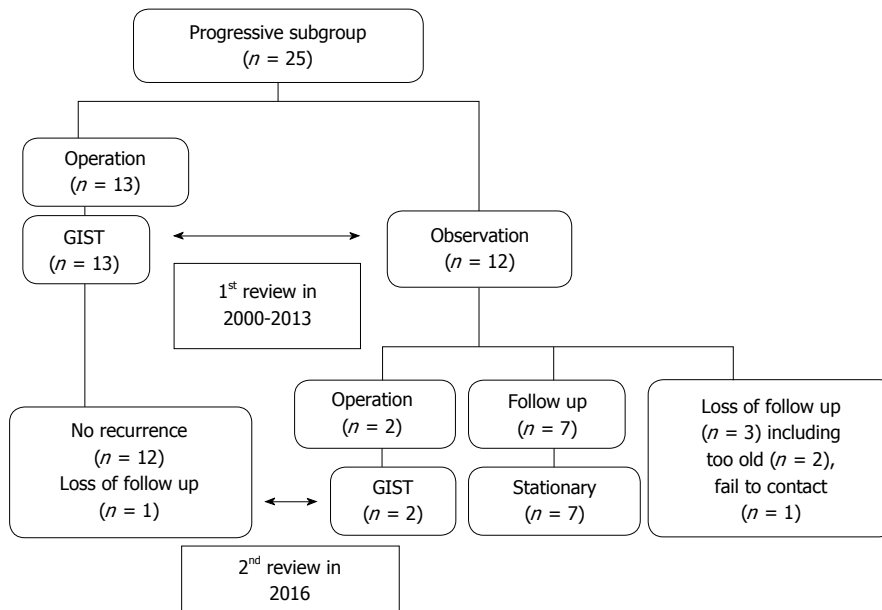 Progressive subgroup
(n = 25)
Operation
(n = 13)
GIST
(n = 13)
Observation
(n = 12)
1st review in
2000-2013
Operation
(n = 2)
Follow up
(n = 7)
Loss of follow up
(n = 3) including
too old (n = 2),
fail to contact
(n = 1)
No recurrence
(n = 12)
Loss of follow up
(n = 1)
GIST
(n = 2)
Stationary
(n = 7)
2nd review in
2016